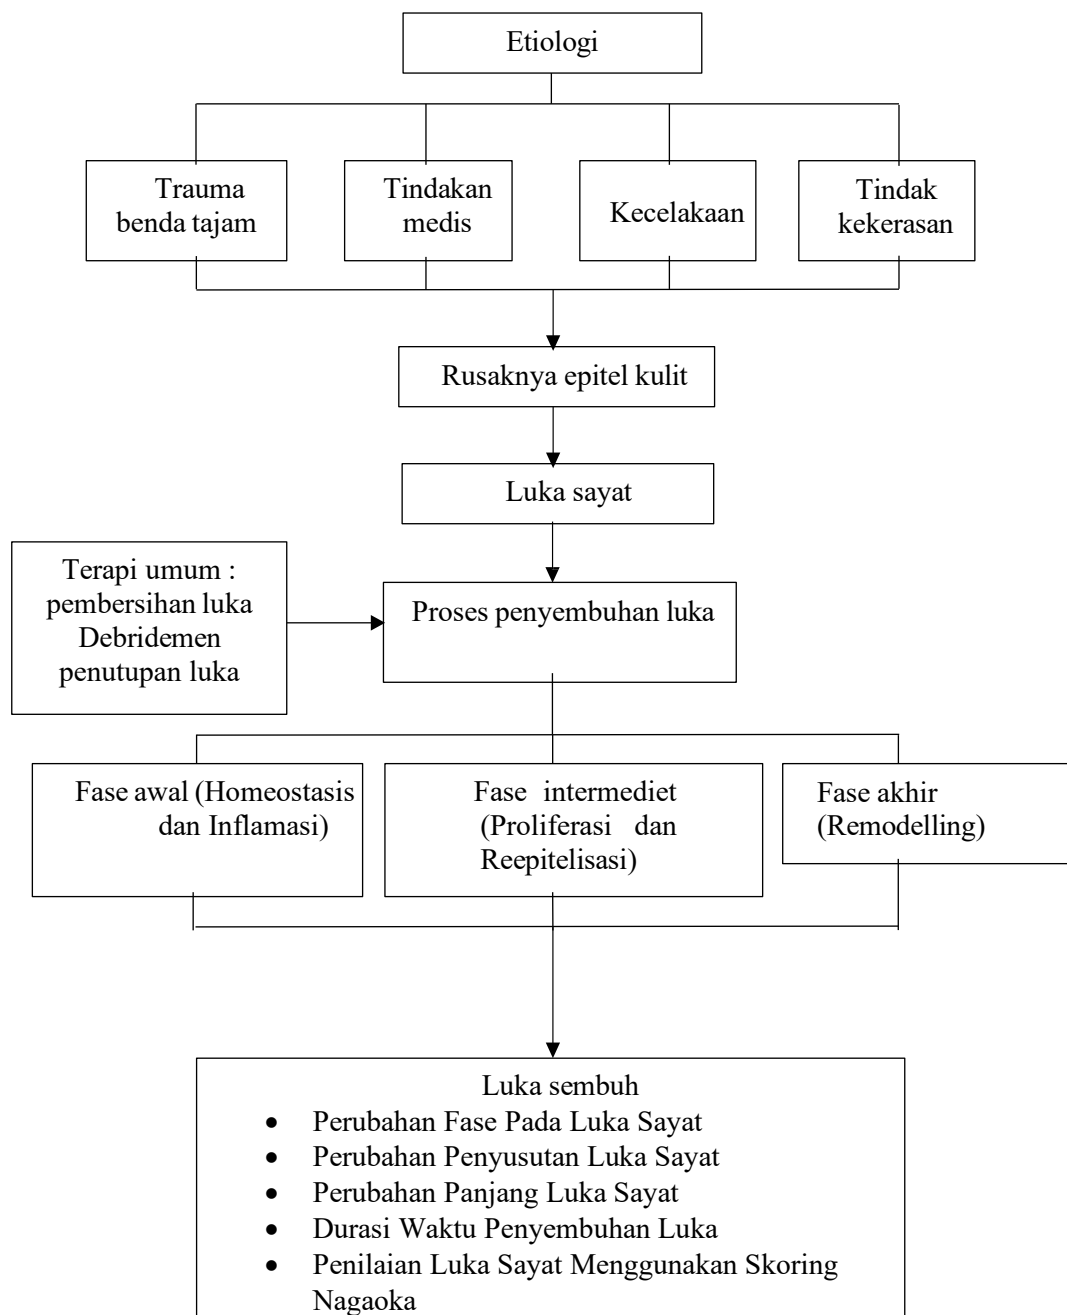 Etiologi
Trauma
benda tajam
Tindakan
medis
Kecelakaan
Tindak
kekerasan
Rusaknya epitel kulit
Luka sayat
Terapi umum :
pembersihan luka
Debridemen
penutupan luka
Proses penyembuhan luka
Fase awal (Homeostasis
dan Inflamasi)
Fase intermediet
(Proliferasi dan
Reepitelisasi)
Fase akhir
(Remodelling)
Luka sembuh
• Perubahan Fase Pada Luka Sayat
• Perubahan Penyusutan Luka Sayat
• Perubahan Panjang Luka Sayat
• Durasi Waktu Penyembuhan Luka
• Penilaian Luka Sayat Menggunakan Skoring
Nagaoka